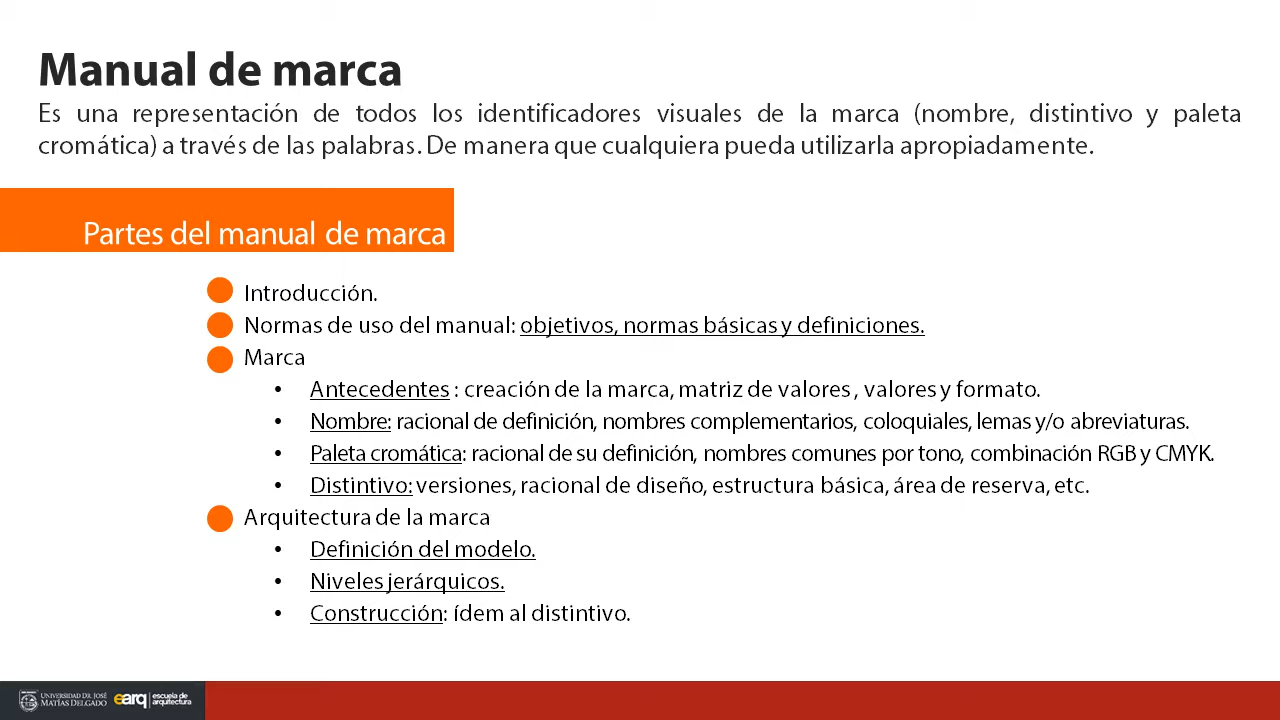 Manual de marca
Es una representación de todos los identificadores visuales de la marca (nombre, distintivo y paleta
cromática) a través de las palabras. De manera que cualquiera pueda utilizarla apropiadamente.
Partes del manual de marca
Introducción.
Normas de uso del manual: objetivos, normas básicas y definiciones.
Marca
• Antecedentes : creación de la marca, matriz de valores , valores y formato.
• Nombre: racional de definición, nombres complementarios, coloquiales, lemas y/o abreviaturas.
• Paleta cromática: racional de su definición, nombres comunes por tono, combinación RGB y CMYK.
• Distintivo: versiones, racional de diseño, estructura básica, área de reserva, etc.
Arquitectura de la marca
• Definición del modelo.
• Niveles jerárquicos.
• Construcción: ídem al distintivo.
UNIVERSIDAD DR. JOSÉ
MATÍAS DELGADO
earq
escuela de
arquitectura